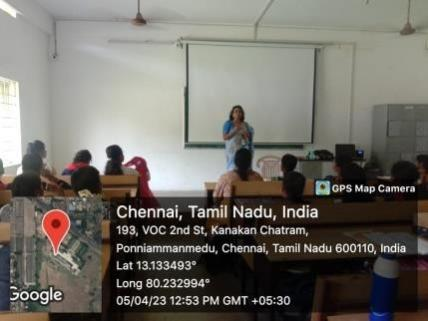 GPS Map Camera
Chennai, Tamil Nadu, India
193, VOC 2nd St, Kanakan Chatram,
Ponniammanmedu, Chennai, Tamil Nadu 600110, India
Lat 13.133493°
Long 80.232994°
05/04/23 12:53 PM GMT +05:30
Google